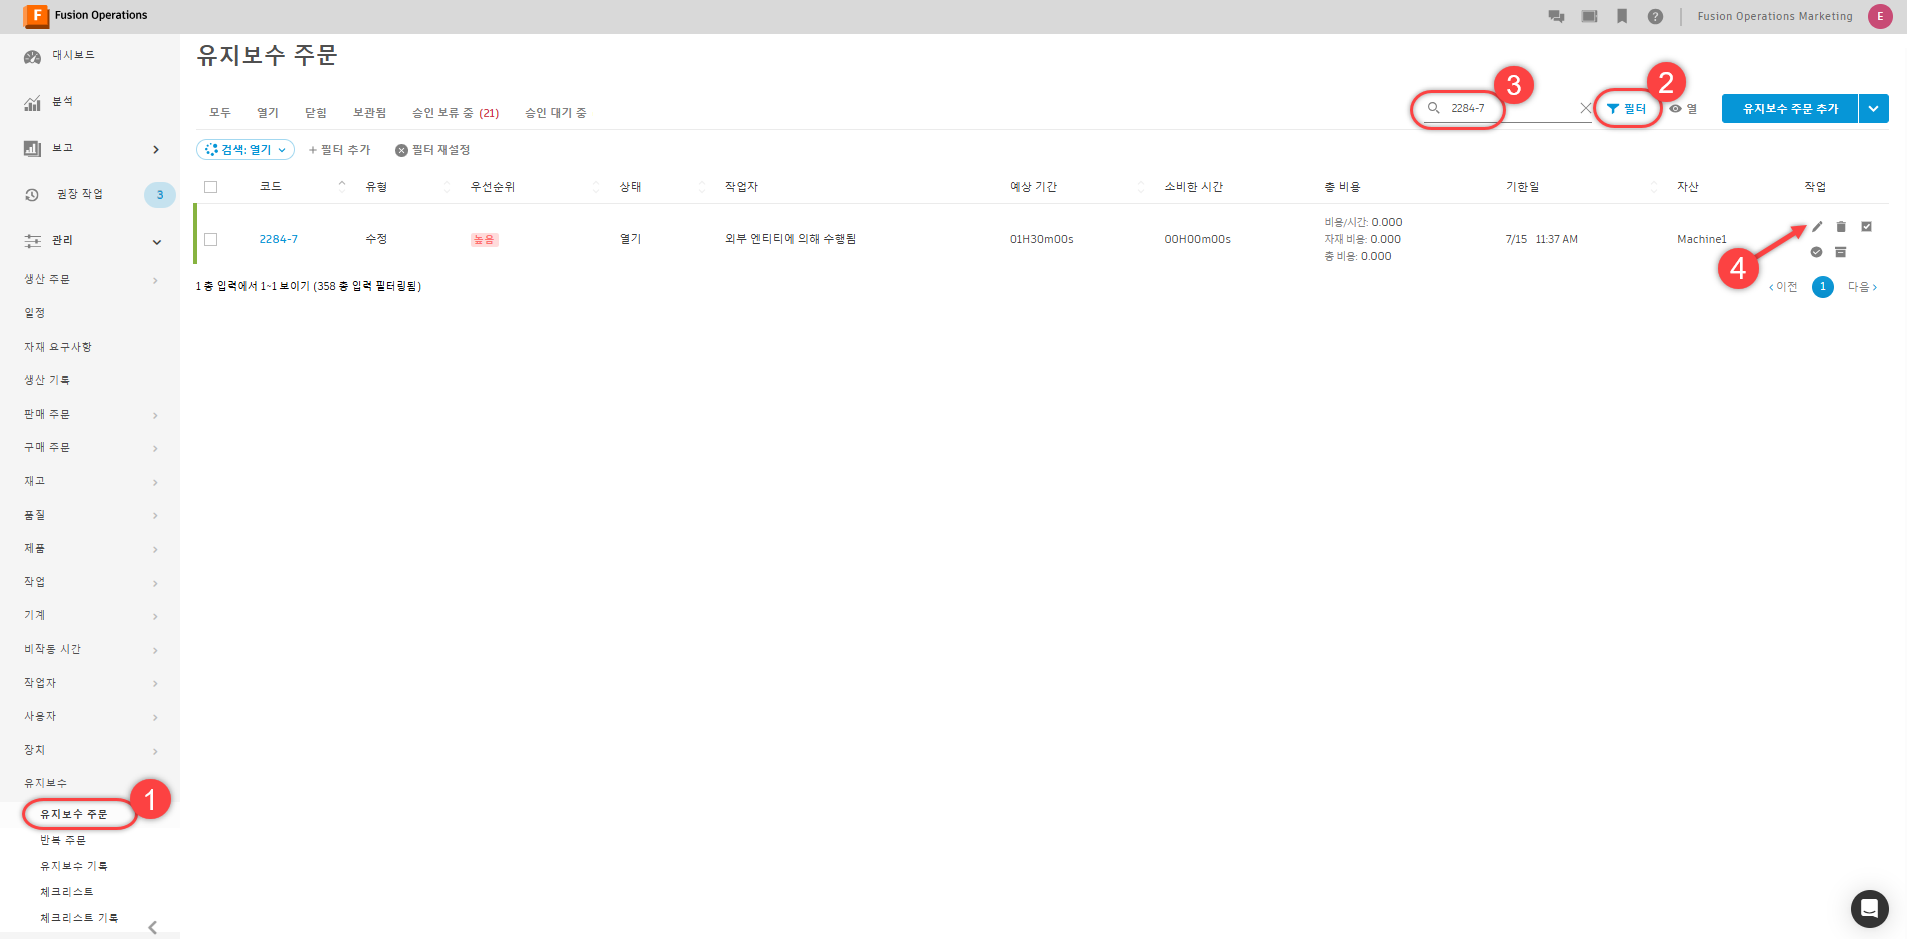 F Fusion Operations
? Fusion Operations Marketing E
대시보드
분석
보고
권장 작업 3
관리
생산 주문
일정
자재 요구사항
생산 기록
판매 주문
구매 주문
재고
품질
제품
작업
기계
비작동 시간
작업자
사용자
장치
유지보수
유지보수 주문 1
반복 주문
유지보수 기록
체크리스트
체크리스트 기록
유지보수 주문
모두 열기 닫힘 보관됨 승인 보류 중 (21) 승인 대기 중
2284-7 3 필터 2 열 유지보수 주문 추가
검색: 열기 + 필터 추가 필터 재설정
코드 유형 우선순위 상태 작업자 예상 기간 소비한 시간 총 비용 기한일 자산 작업
2284-7 수정 높음 열기 외부 엔티티에 의해 수행됨 01H30m00s 00H00m00s
비용/시간: 0.000
자재 비용: 0.000
총 비용: 0.000
7/15 11:37 AM Machine1
4
1 총 입력에서 1~1 보이기 (358 총 입력 필터링됨)
‹ 이전 1 다음 ›